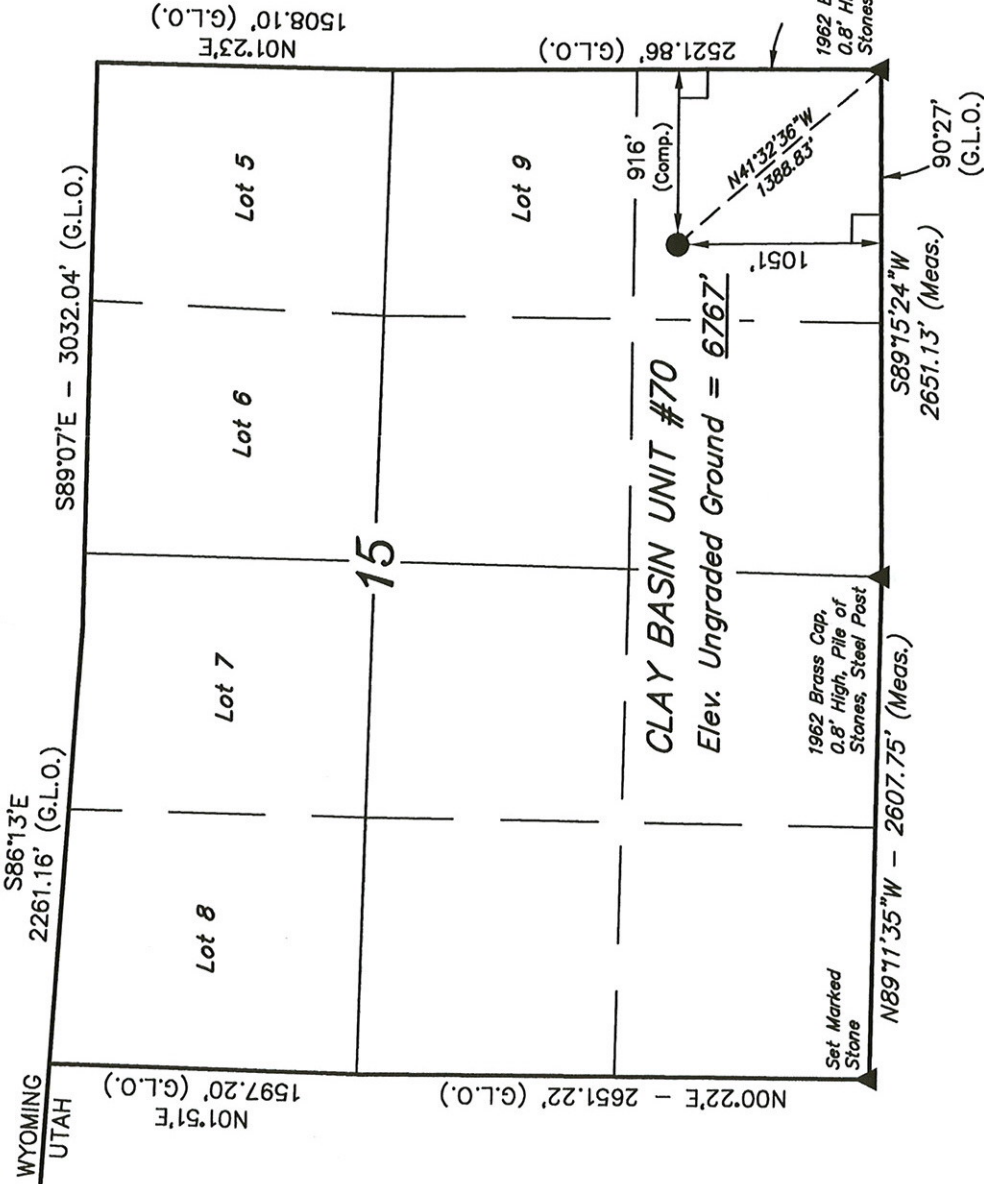 WYOMING
UTAH
S86°13'E
2261.16' (G.L.O.)
S89°07'E – 3032.04' (G.L.O.)
N01°23'E
1508.10' (G.L.O.)
N01°51'E
1597.20' (G.L.O.)
Lot 8
Lot 7
Lot 6
Lot 5
15
Lot 9
2521.86' (G.L.O.)
N00°22'E – 2651.22' (G.L.O.)
916'
(Comp.)
CLAY BASIN UNIT #70
Elev. Ungraded Ground = 6767'
1051'
N41°32'36"W
1388.83'
1962
0.8'
Stones
Set Marked
Stone
1962 Brass Cap,
0.8' High, Pile of
Stones, Steel Post
N89°11'35"W – 2607.75' (Meas.)
S89°15'24"W
2651.13' (Meas.)
90°27'
(G.L.O.)